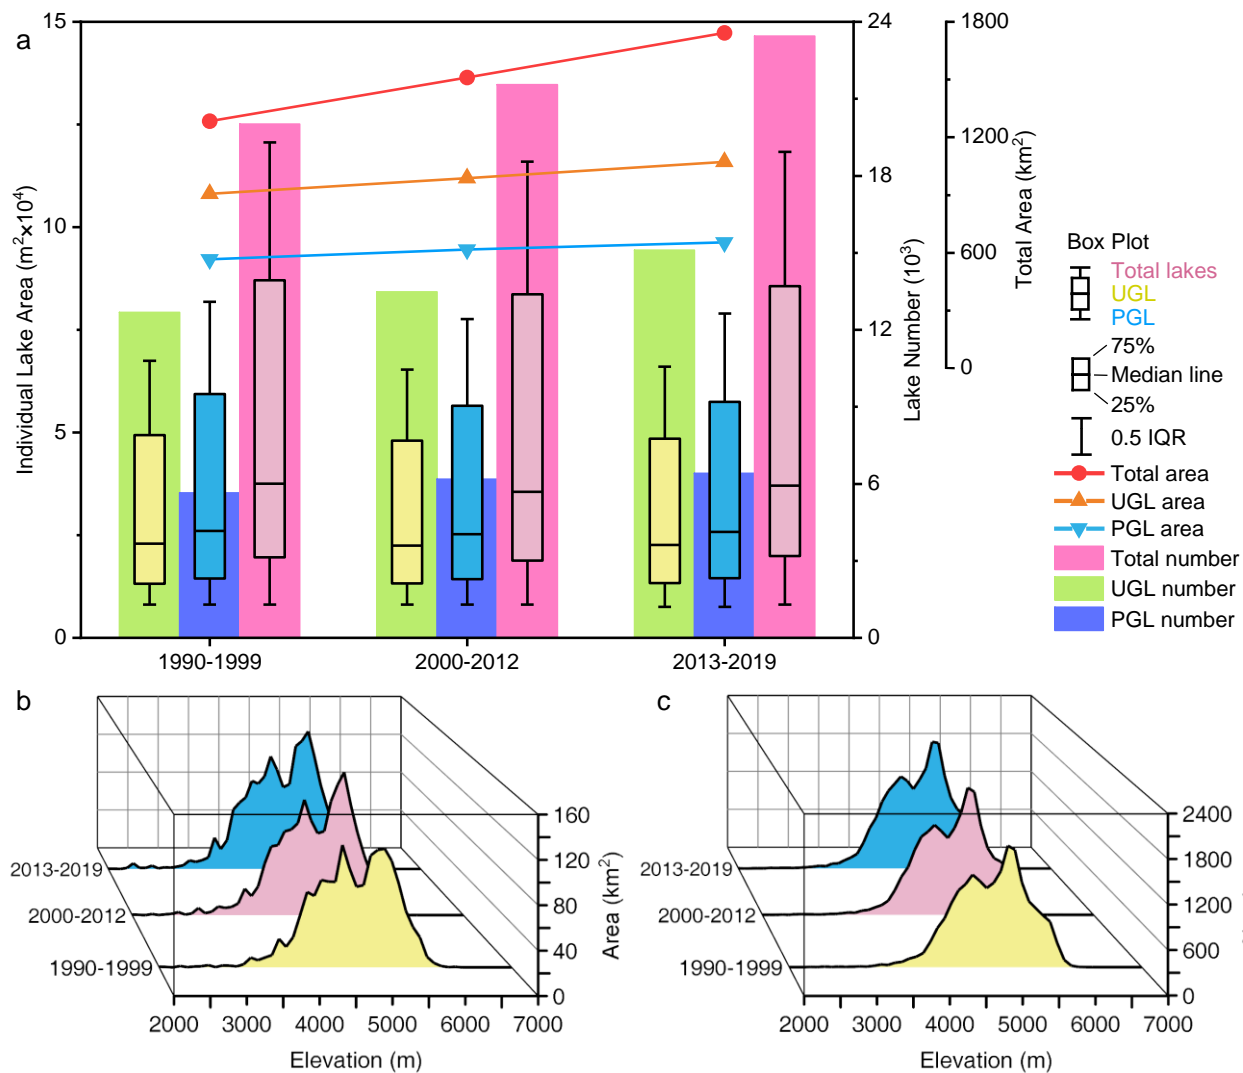 a
15
10
5
0
Individual Lake Area (m²×10⁴)
24
18
12
6
0
Lake Number (10³)
1800
1200
600
0
Total Area (km²)
1990-1999
2000-2012
2013-2019
Box Plot
Total lakes
UGL
PGL
75%
Median line
25%
0.5 IQR
Total area
UGL area
PGL area
Total number
UGL number
PGL number
b
2013-2019
2000-2012
1990-1999
160
120
80
40
0
Area (km²)
2000 3000 4000 5000 6000 7000
Elevation (m)
c
2013-2019
2000-2012
1990-1999
2400
1800
1200
600
0
2000 3000 4000 5000 6000 7000
Elevation (m)